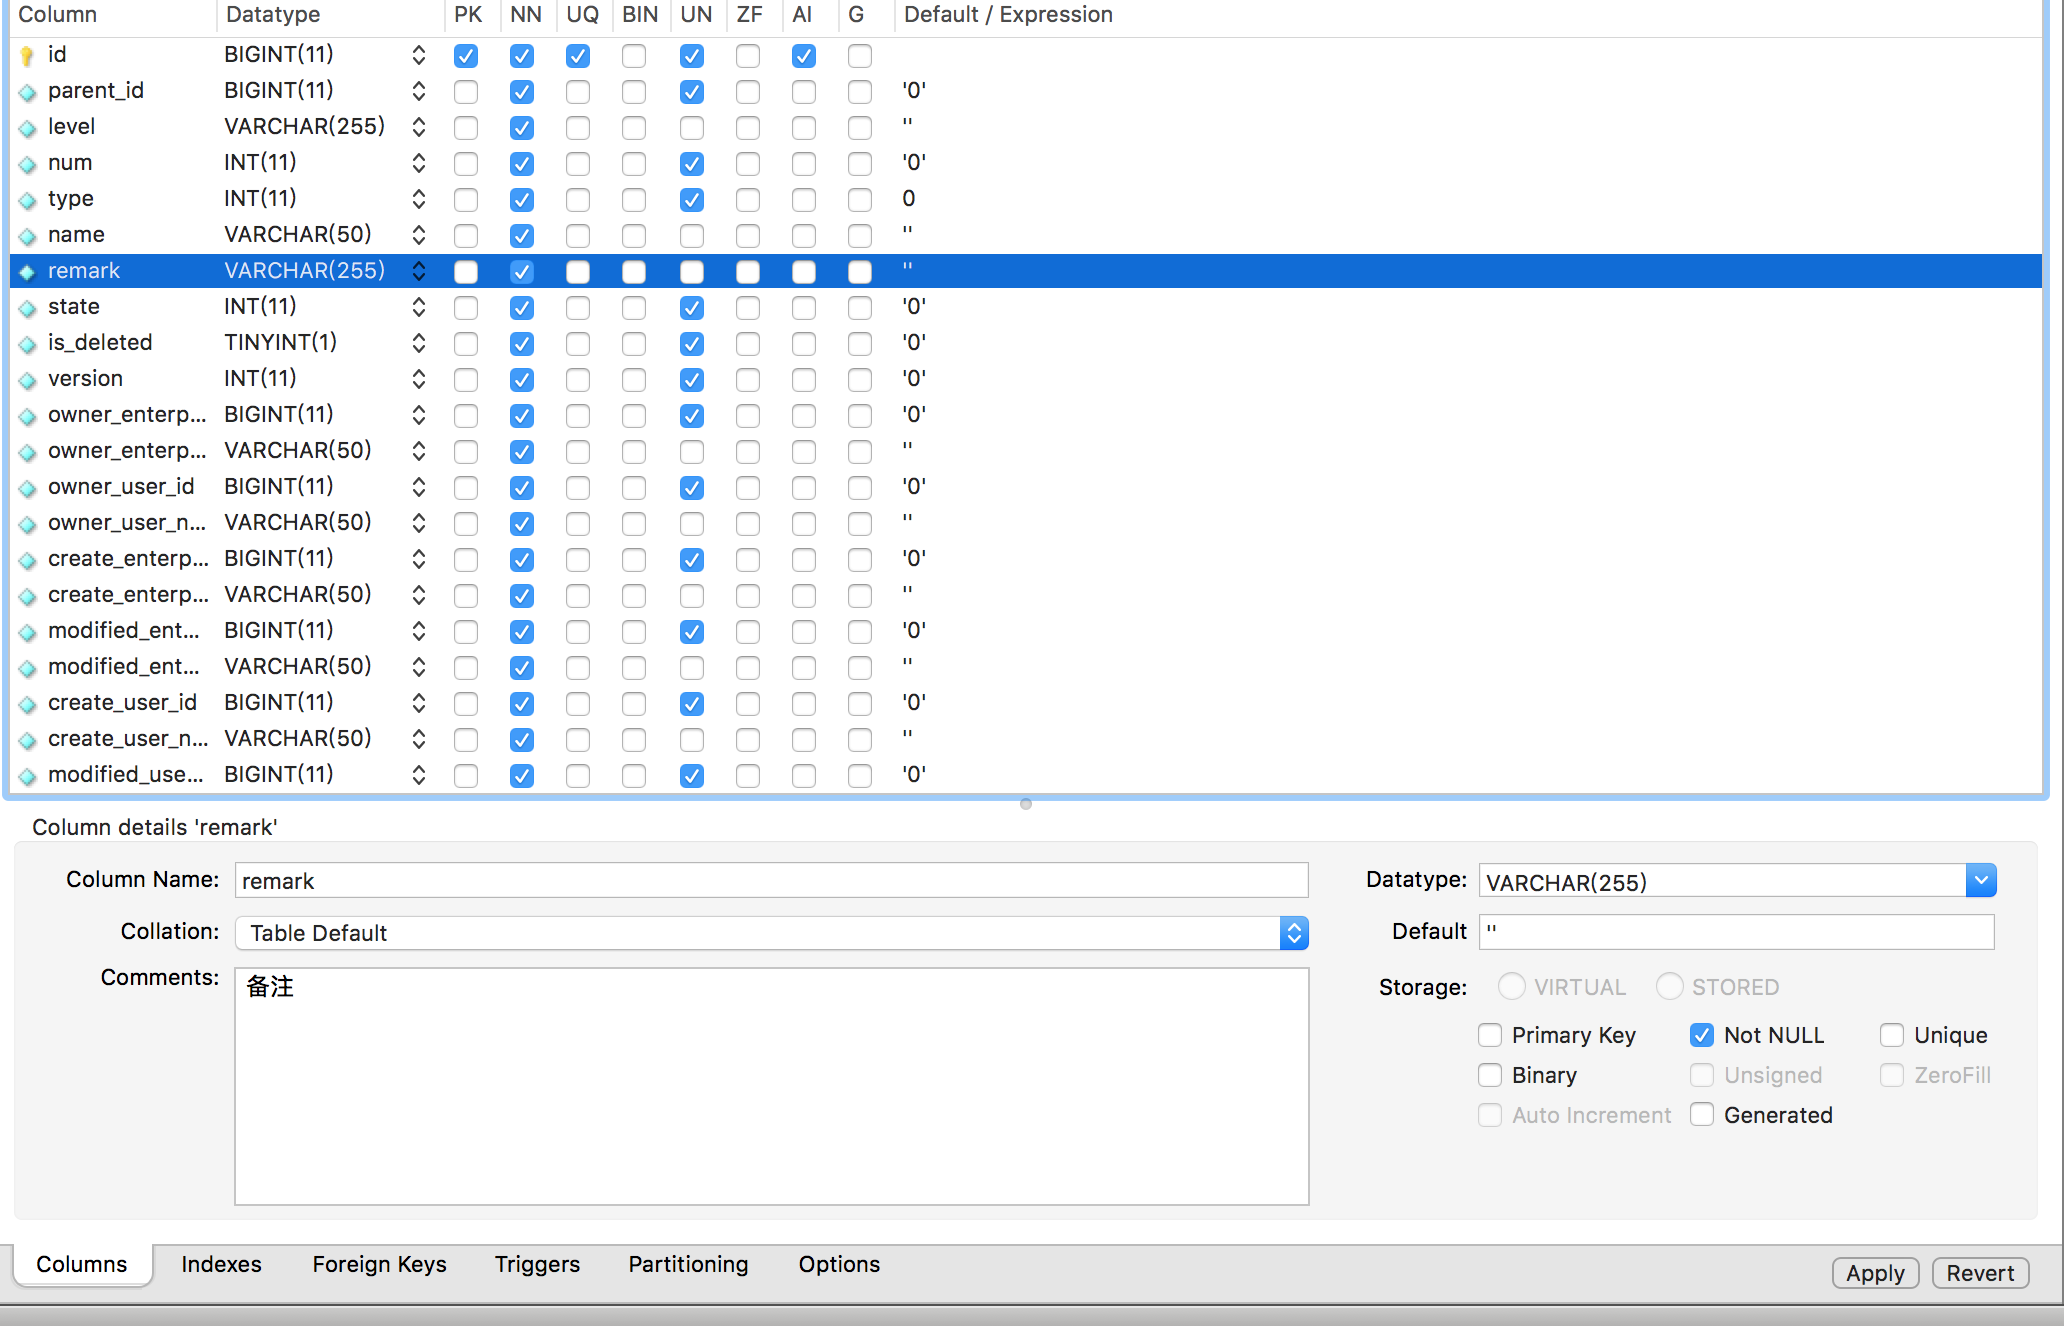 Column Datatype PK NN UQ BIN UN ZF AI G Default / Expression
id BIGINT(11)
parent_id BIGINT(11) '0'
level VARCHAR(255) ''
num INT(11) '0'
type INT(11) 0
name VARCHAR(50) ''
remark VARCHAR(255) ''
state INT(11) '0'
is_deleted TINYINT(1) '0'
version INT(11) '0'
owner_enterp... BIGINT(11) '0'
owner_enterp... VARCHAR(50) ''
owner_user_id BIGINT(11) '0'
owner_user_n... VARCHAR(50) ''
create_enterp... BIGINT(11) '0'
create_enterp... VARCHAR(50) ''
modified_ent... BIGINT(11) '0'
modified_ent... VARCHAR(50) ''
create_user_id BIGINT(11) '0'
create_user_n... VARCHAR(50) ''
modified_use... BIGINT(11) '0'
Column details 'remark'
Column Name: remark Datatype: VARCHAR(255)
Collation: Table Default Default ''
Comments: 备注 Storage: VIRTUAL STORED
Primary Key Not NULL Unique
Binary Unsigned ZeroFill
Auto Increment Generated
Columns Indexes Foreign Keys Triggers Partitioning Options Apply Revert